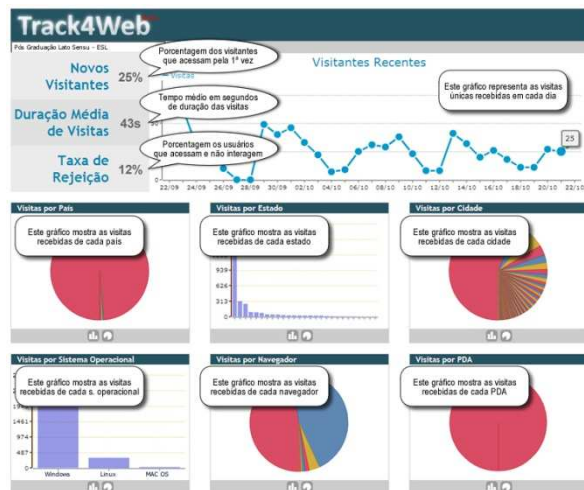 Track4Web
Pós Graduação Lato Sensu - ESL
Novos
Visitantes
25%
Porcentagem dos visitantes
que acessam pela 1ª vez
Visitas
Visitantes Recentes
Este gráfico representa as visitas
únicas recebidas em cada dia
Duração Média
de Visitas
43s
Tempo médio em segundos
de duração das visitas
Taxa de
Rejeição
12%
Porcentagem os usuários
que acessam e não interagem
25
22/09 24/09 26/09 28/09 29/09 30/09 02/10 04/10 06/10 08/10 10/10 12/10 14/10 16/10 18/10 20/10 22/10
Visitas por País
Este gráfico mostra as visitas
recebidas de cada país
Visitas por Estado
Este gráfico mostra as visitas
recebidas de cada estado
939
626
313
0
Visitas por Cidade
Este gráfico mostra as visitas
recebidas de cada cidade
Visitas por Sistema Operacional
Este gráfico mostra as visitas
recebidas de cada s. operacional
1461
974
487
Windows Linux MAC OS
Visitas por Navegador
Este gráfico mostra as visitas
recebidas de cada navegador
Visitas por PDA
Este gráfico mostra as visitas
recebidas de cada PDA